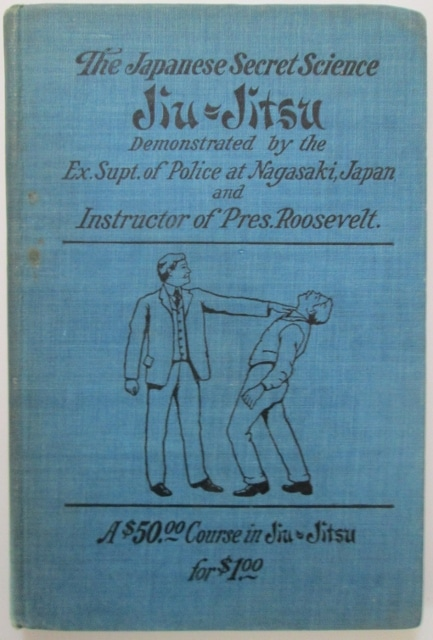 The Japanese Secret Science
Jiu-Jitsu
Demonstrated by the
Ex. Supt. of Police at Nagasaki, Japan
and
Instructor of Pres. Roosevelt.
A $50.00 Course in Jiu-Jitsu
for $1.00